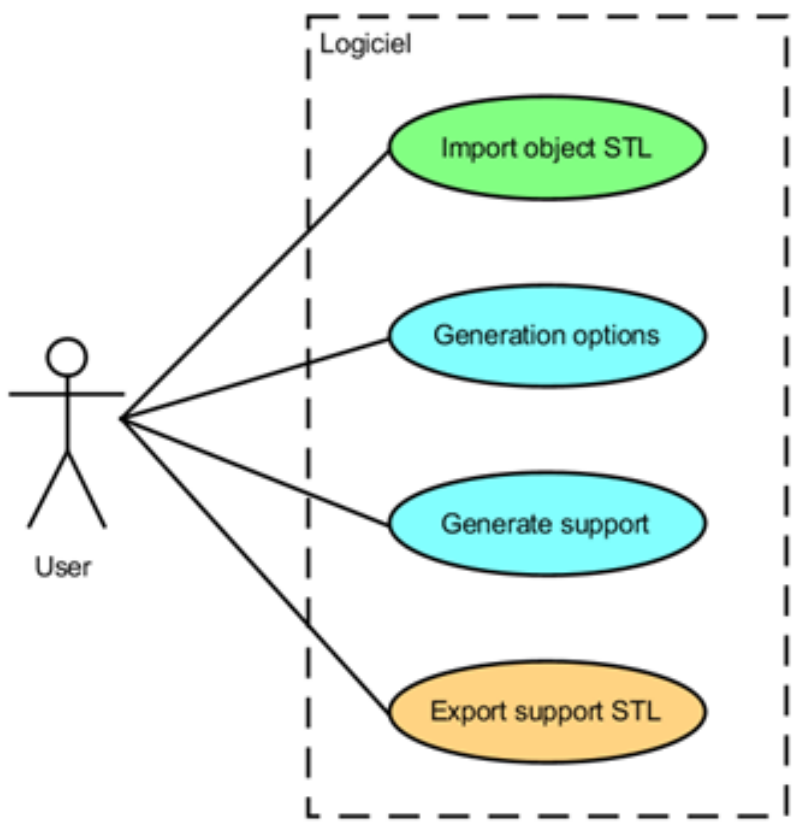 Logiciel
Import object STL
Generation options
Generate support
User
Export support STL